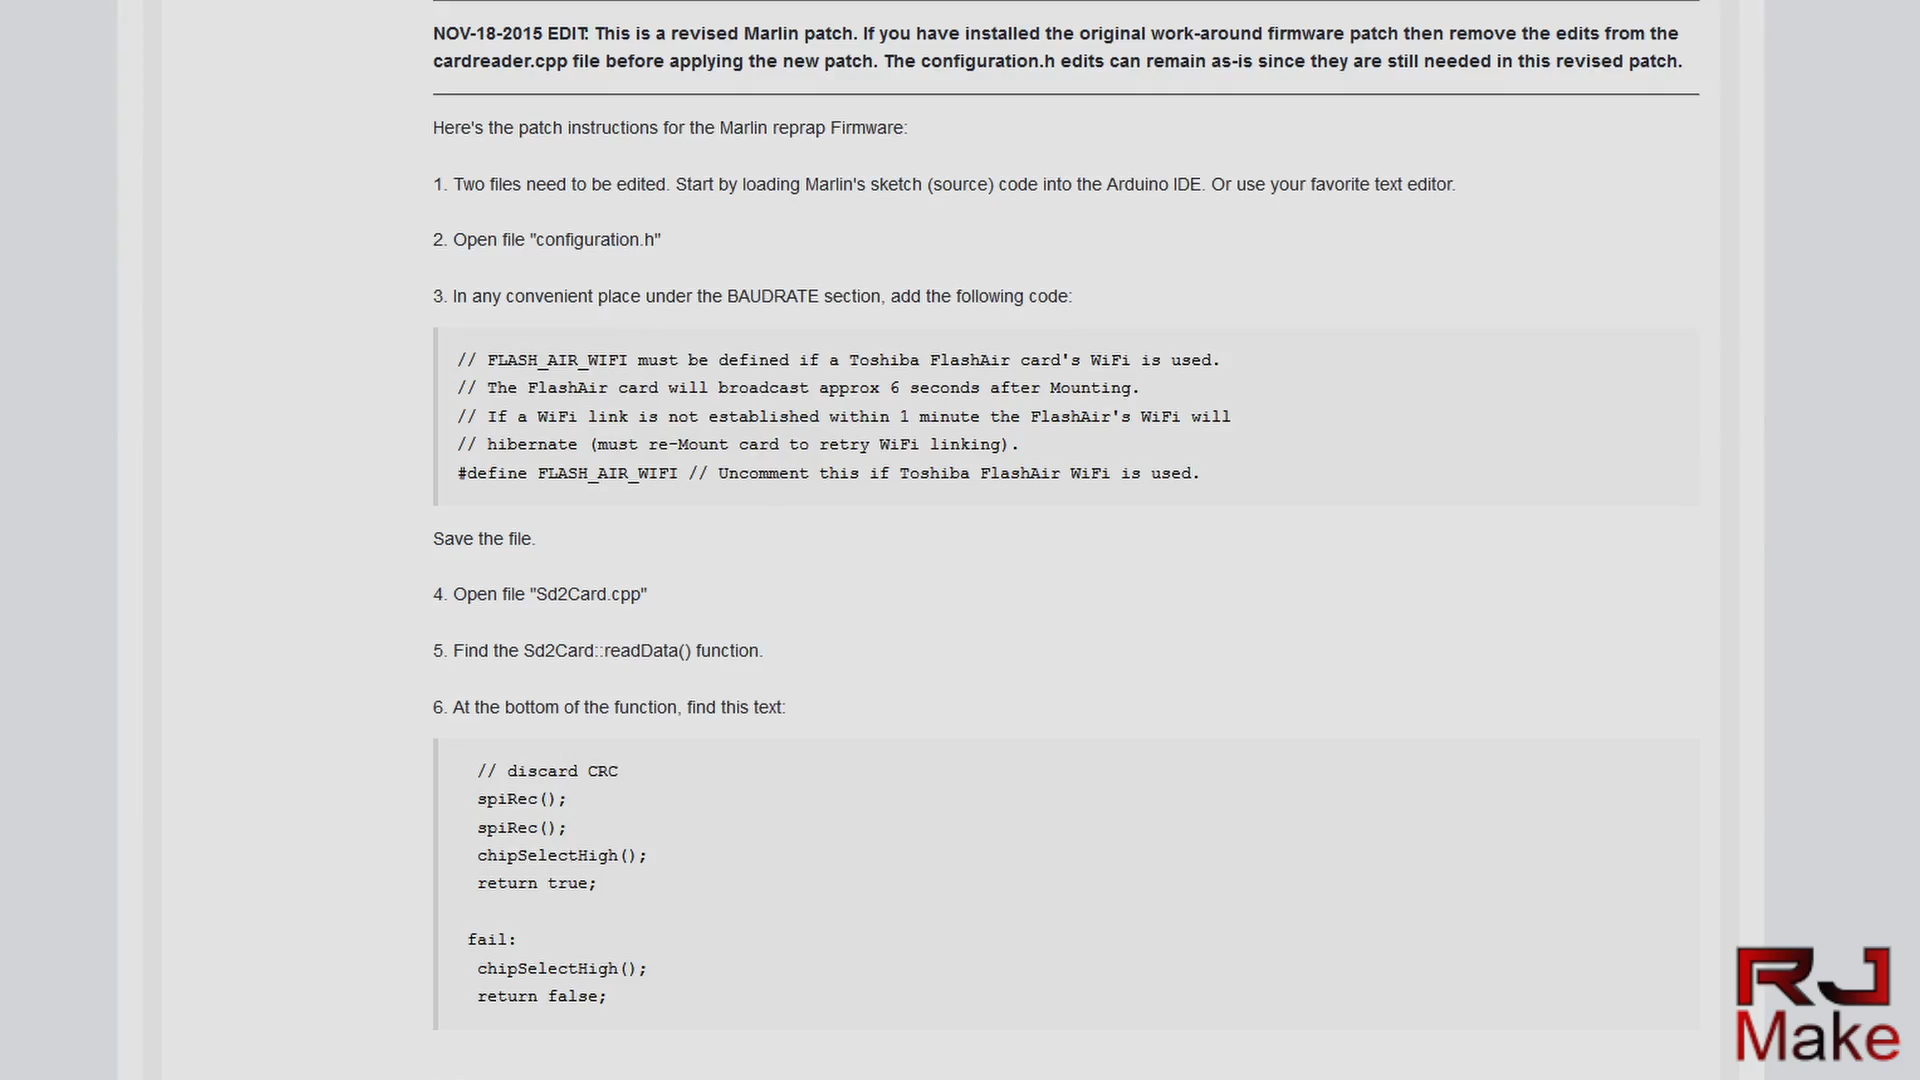 NOV-18-2015 EDIT: This is a revised Marlin patch. If you have installed the original work-around firmware patch then remove the edits from the
cardreader.cpp file before applying the new patch. The configuration.h edits can remain as-is since they are still needed in this revised patch.
Here's the patch instructions for the Marlin reprap Firmware:
1. Two files need to be edited. Start by loading Marlin's sketch (source) code into the Arduino IDE. Or use your favorite text editor.
2. Open file "configuration.h"
3. In any convenient place under the BAUDRATE section, add the following code:
// FLASH_AIR_WIFI must be defined if a Toshiba FlashAir card's WiFi is used.
// The FlashAir card will broadcast approx 6 seconds after Mounting.
// If a WiFi link is not established within 1 minute the FlashAir's WiFi will
// hibernate (must re-Mount card to retry WiFi linking).
#define FLASH_AIR_WIFI // Uncomment this if Toshiba FlashAir WiFi is used.
Save the file.
4. Open file "Sd2Card.cpp"
5. Find the Sd2Card::readData() function.
6. At the bottom of the function, find this text:
// discard CRC
spiRec();
spiRec();
chipSelectHigh();
return true;
fail:
chipSelectHigh();
return false;
RJ
Make